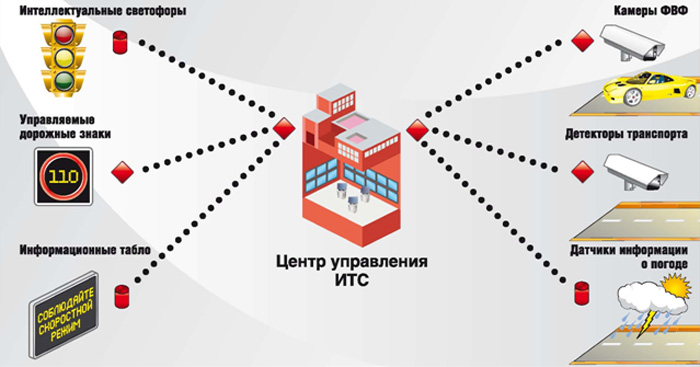 Интеллектуальные светофоры
Камеры ФВФ
Управляемые
дорожные знаки
110
Детекторы транспорта
Центр управления
ИТС
Информационные табло
СОБЛЮДАЙТЕ
СКОРОСТНОЙ
РЕЖИМ
Датчики информации
о погоде